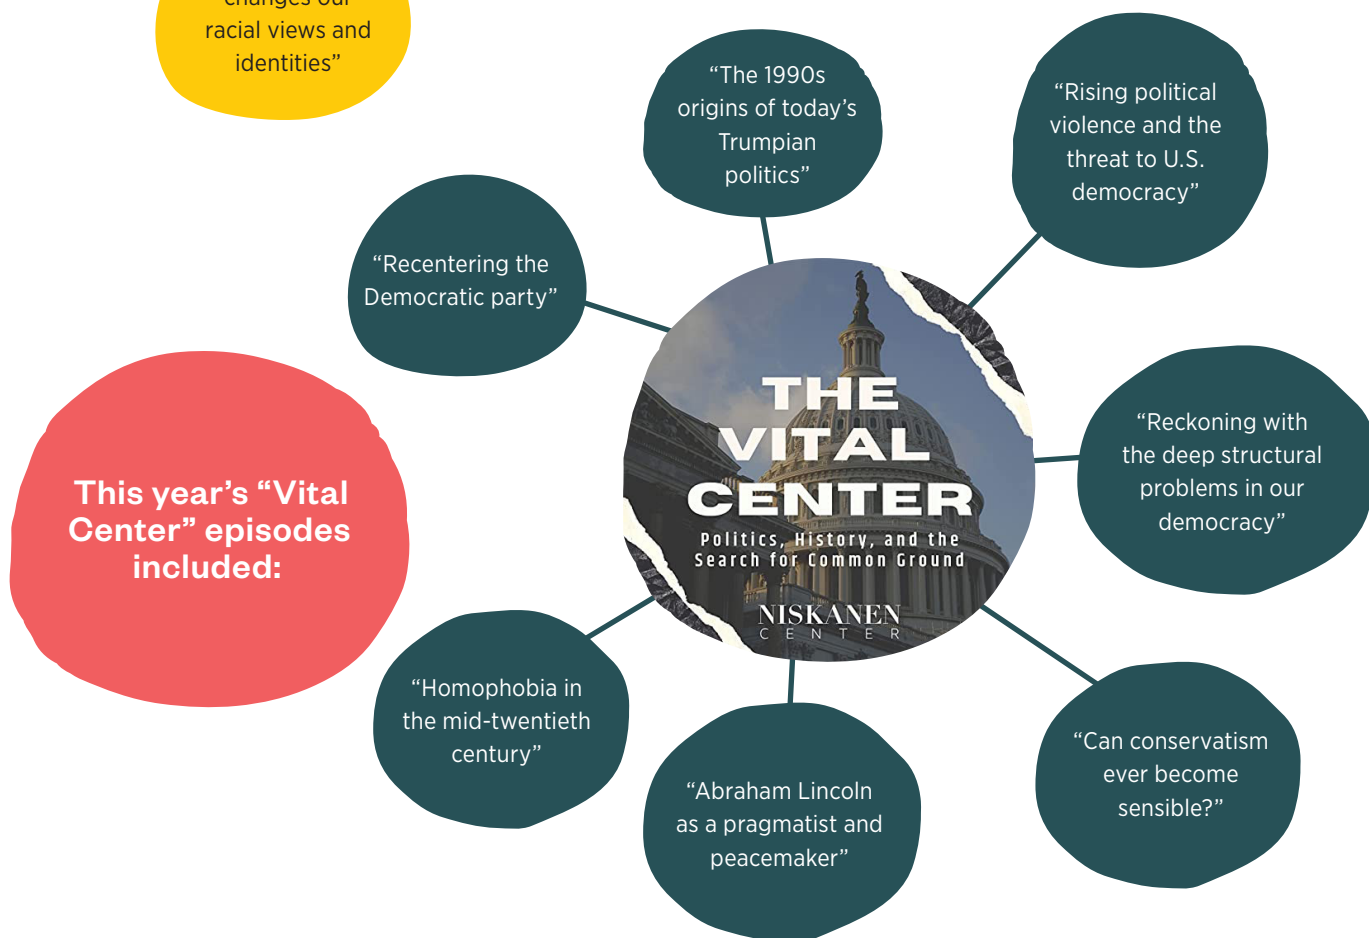 changes our
racial views and
identities”
“The 1990s
origins of today’s
Trumpian
politics”
“Rising political
violence and the
threat to U.S.
democracy”
“Recentering the
Democratic party”
THE
VITAL
CENTER
Politics, History, and the
Search for Common Ground
NISKANEN
CENTER
“Reckoning with
the deep structural
problems in our
democracy”
This year’s “Vital
Center” episodes
included:
“Homophobia in
the mid-twentieth
century”
“Abraham Lincoln
as a pragmatist and
peacemaker”
“Can conservatism
ever become
sensible?”